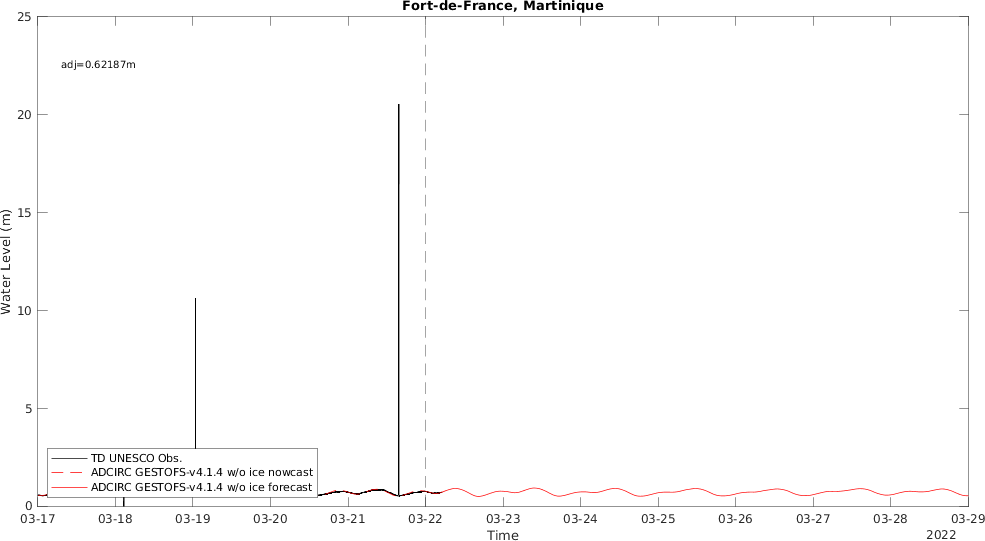 Fort-de-France, Martinique
25
adj=0.62187m
20
15
10
5
0
Water Level (m)
TD UNESCO Obs.
ADCIRC GESTOFS-v4.1.4 w/o ice nowcast
ADCIRC GESTOFS-v4.1.4 w/o ice forecast
03-17 03-18 03-19 03-20 03-21 03-22 03-23 03-24 03-25 03-26 03-27 03-28 03-29
Time
2022